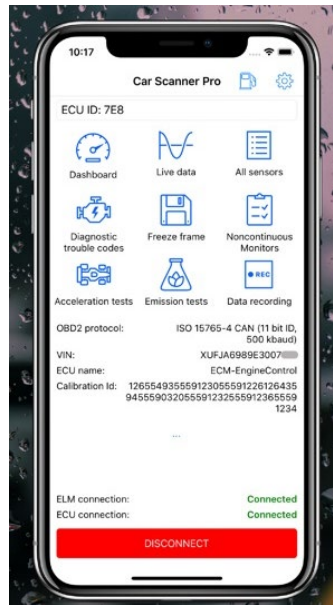 10:17
Car Scanner Pro
ECU ID: 7E8
Dashboard
Live data
All sensors
Diagnostic
trouble codes
Freeze frame
Noncontinuous
Monitors
REC
Acceleration tests
Emission tests
Data recording
OBD2 protocol:
ISO 15765-4 CAN (11 bit ID,
500 kbaud)
VIN:
XUFJA6989E3007
ECU name:
ECM-EngineControl
Calibration Id:
12655493555912305559122612643
5
94555903205559123255591236555
9
1234
...
ELM connection:
Connected
ECU connection:
Connected
DISCONNECT